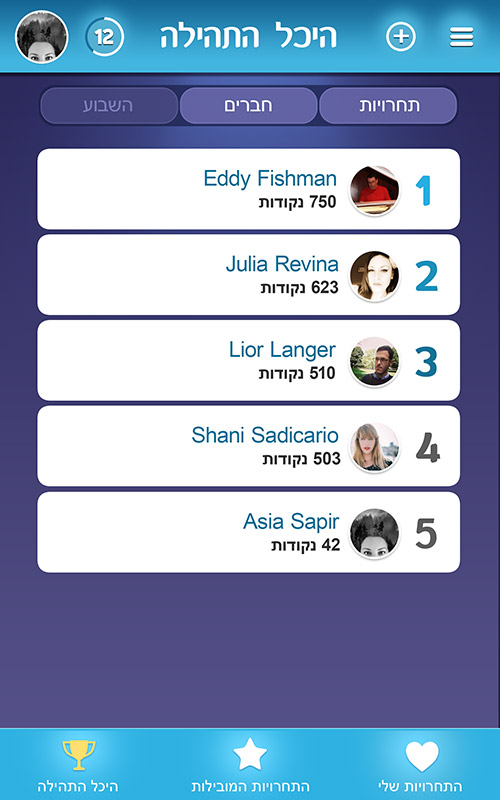 היכל התהילה
12
תחרויות
חברים
השבוע
1
Eddy Fishman
750 נקודות
2
Julia Revina
623 נקודות
3
Lior Langer
510 נקודות
4
Shani Sadicario
503 נקודות
5
Asia Sapir
42 נקודות
התחרויות שלי
התחרויות המובילות
היכל התהילה